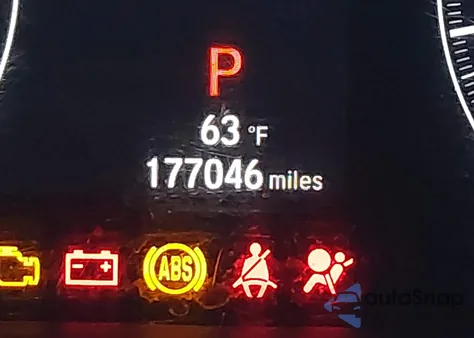 P
63 °F
177046 miles
ABS
autoSnap